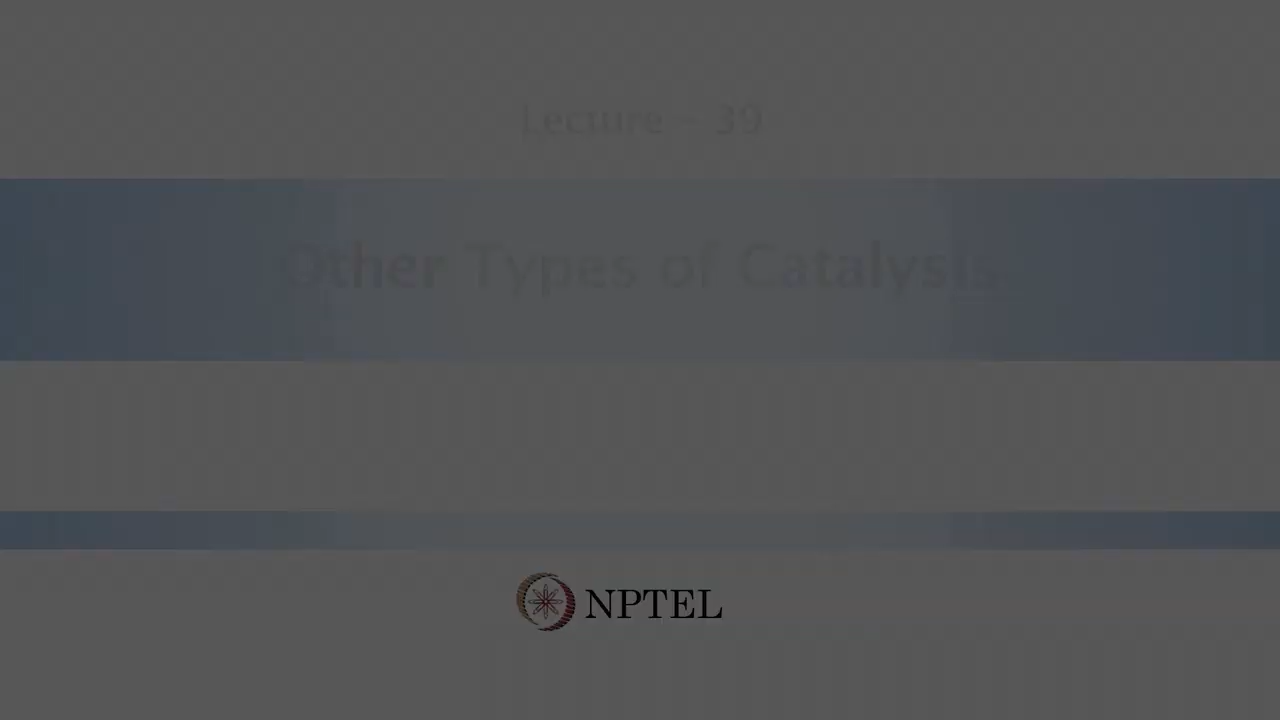 Lecture – 39
Other Types of Catalysis
NPTEL